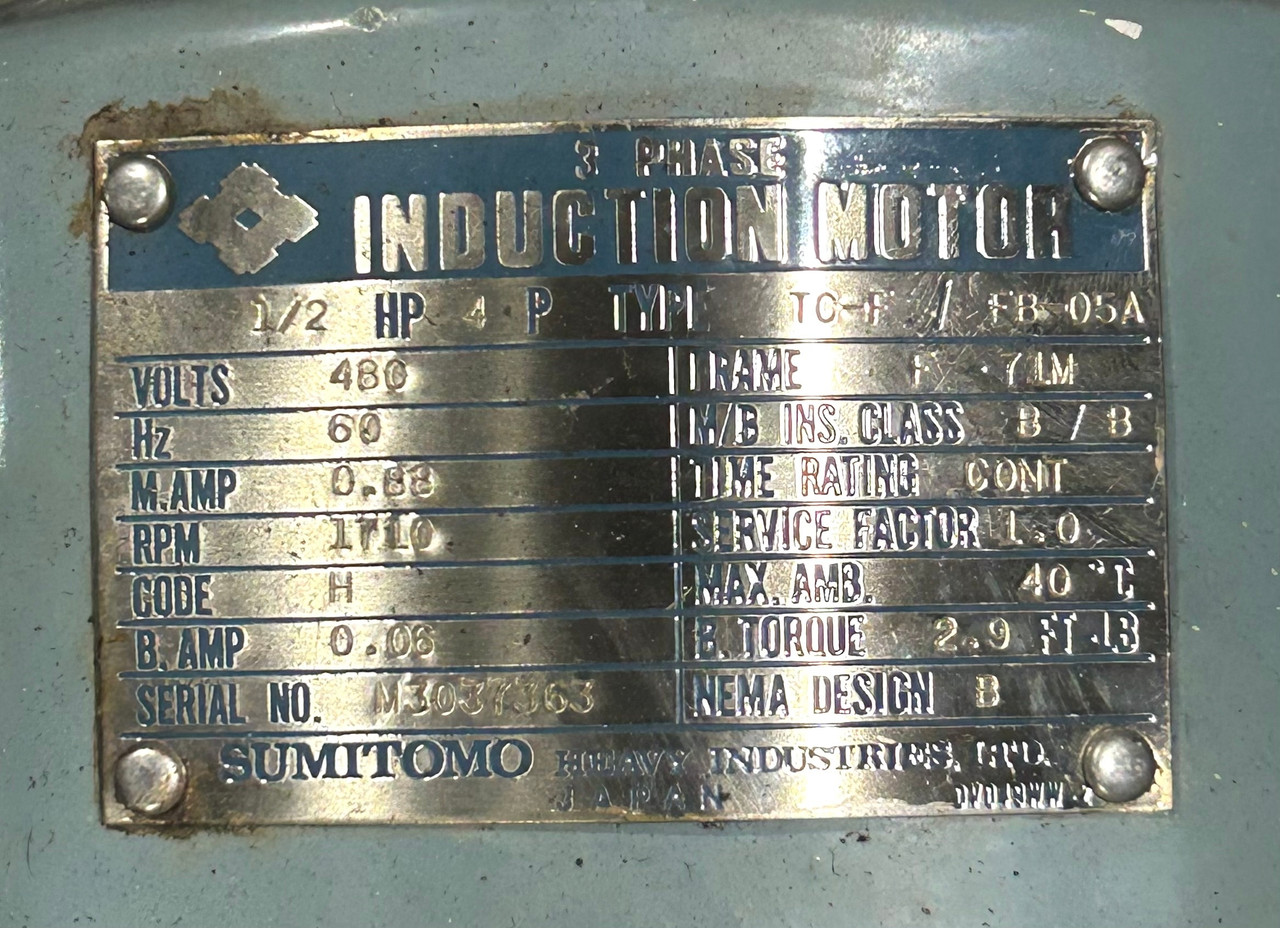 3 PHASE
INDUCTION MOTOR
1/2 HP 4 P TYPE TC-F / FB-05A
VOLTS 480 FRAME F- 71M
Hz 60 M/B INS. CLASS B / B
M.AMP 0.88 TIME RATING CONT
RPM 1710 SERVICE FACTOR 1.0
CODE H MAX. AMB. 40 °C
B. AMP 0.06 B. TORQUE 2.9 FT-LB
SERIAL NO. M3037363 NEMA DESIGN B
SUMITOMO HEAVY INDUSTRIES, LTD.
JAPAN